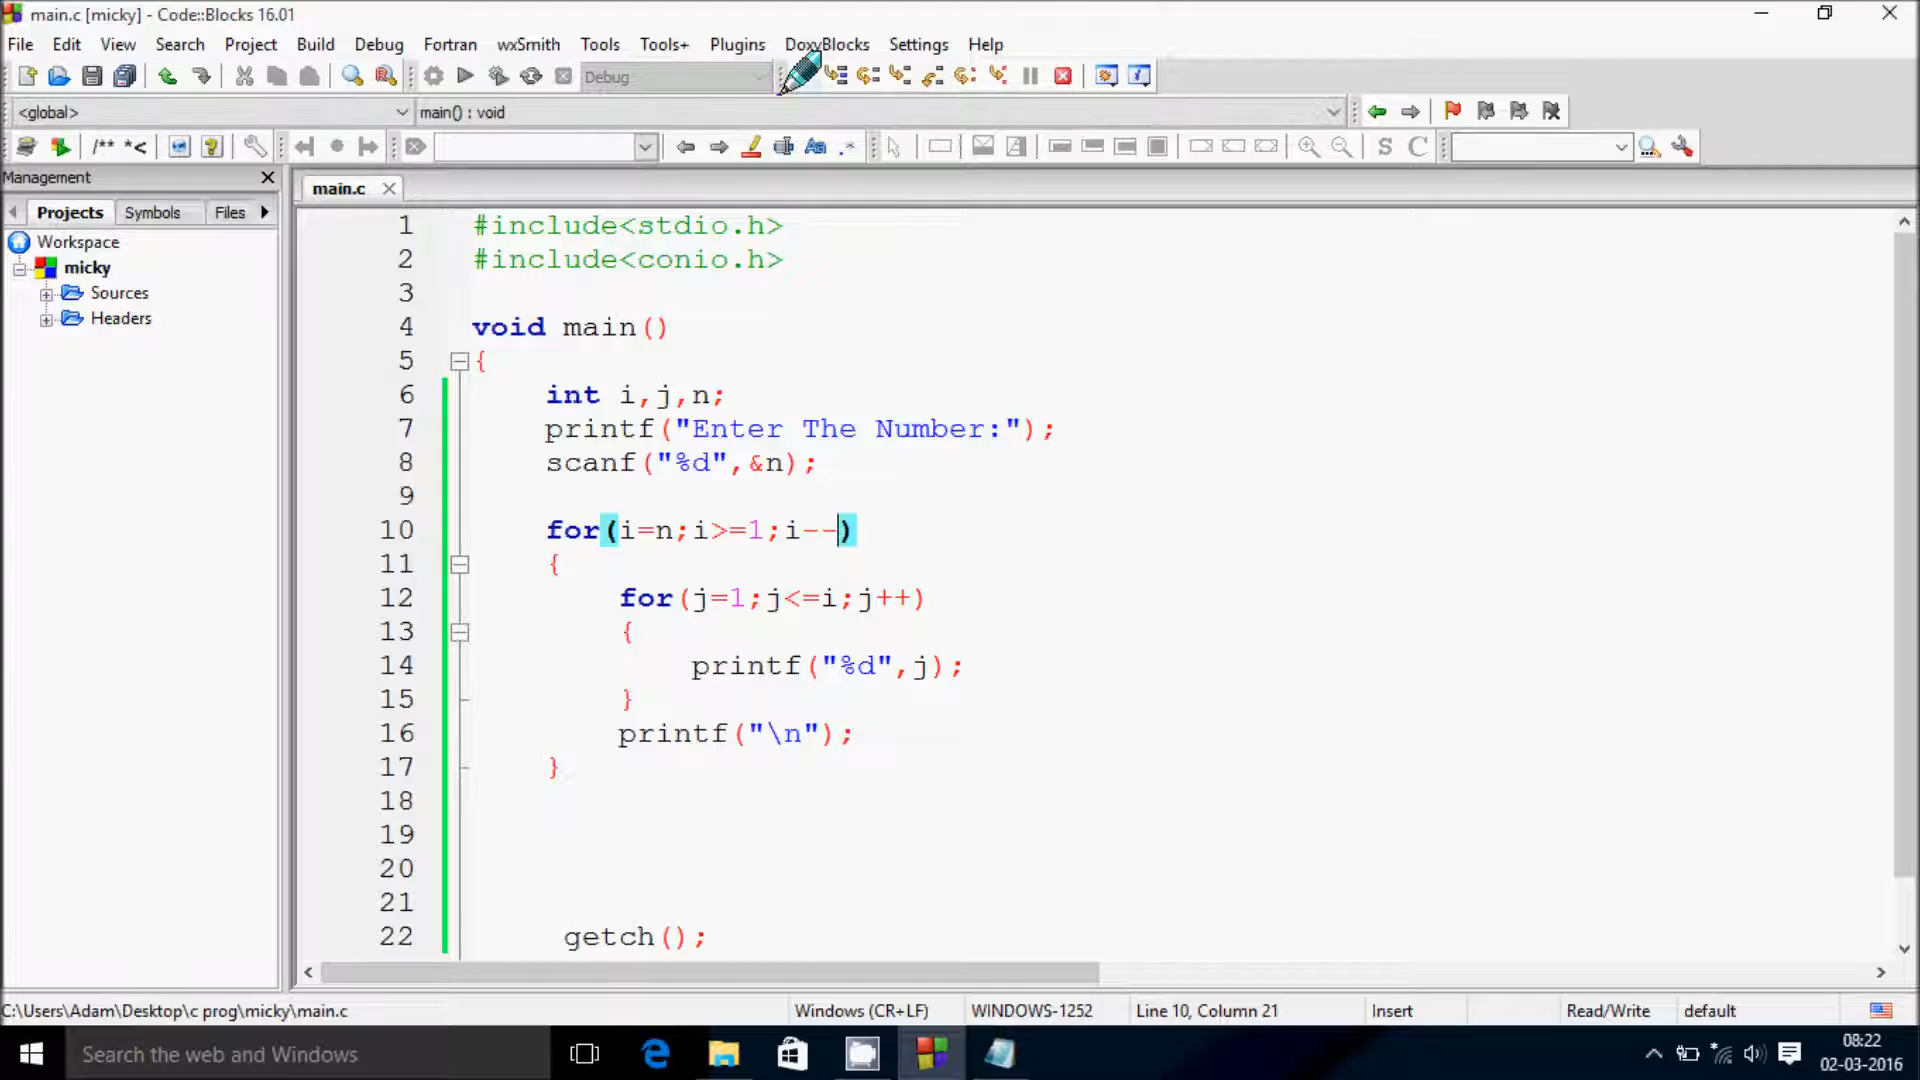 main.c [micky] - Code::Blocks 16.01
File Edit View Search Project Build Debug Fortran wxSmith Tools Tools+ Plugins DoxyBlocks Settings Help
Debug
<global> main() : void
/** *<
S C
Management
main.c
Projects Symbols Files
Workspace
micky
Sources
Headers
1 #include<stdio.h>
2 #include<conio.h>
3
4 void main()
5 {
6 int i,j,n;
7 printf("Enter The Number:");
8 scanf("%d",&n);
9
10 for(i=n;i>=1;i--)
11 {
12 for(j=1;j<=i;j++)
13 {
14 printf("%d",j);
15 }
16 printf("\n");
17 }
18
19
20
21
22 getch();
C:\Users\Adam\Desktop\c prog\micky\main.c Windows (CR+LF) WINDOWS-1252 Line 10, Column 21 Insert Read/Write default
Search the web and Windows
08:22
02-03-2016